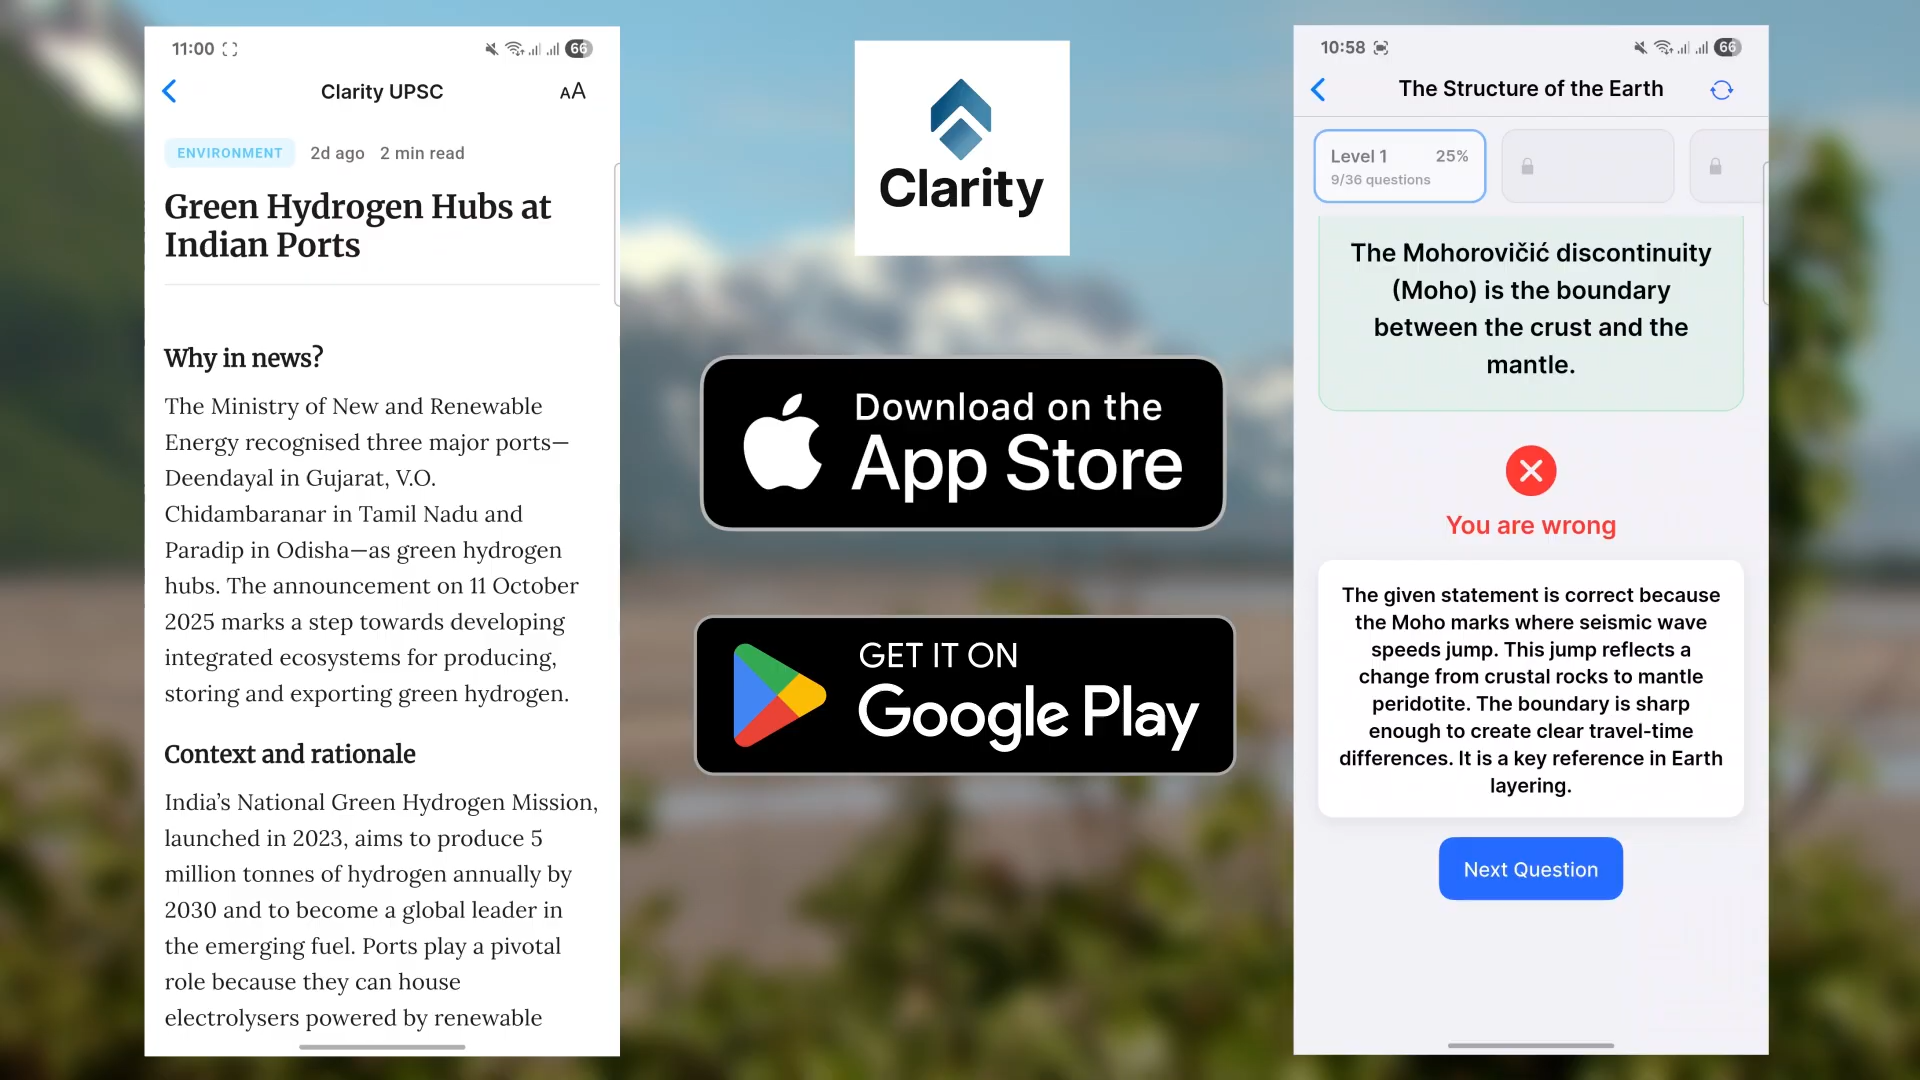 11:00
66
Clarity UPSC
AA
ENVIRONMENT 2d ago 2 min read
Green Hydrogen Hubs at
Indian Ports
Why in news?
The Ministry of New and Renewable
Energy recognised three major ports—
Deendayal in Gujarat, V.O.
Chidambaranar in Tamil Nadu and
Paradip in Odisha—as green hydrogen
hubs. The announcement on 11 October
2025 marks a step towards developing
integrated ecosystems for producing,
storing and exporting green hydrogen.
Context and rationale
India’s National Green Hydrogen Mission,
launched in 2023, aims to produce 5
million tonnes of hydrogen annually by
2030 and to become a global leader in
the emerging fuel. Ports play a pivotal
role because they can house
electrolysers powered by renewable
Clarity
Download on the
App Store
GET IT ON
Google Play
10:58
66
The Structure of the Earth
Level 1 25%
9/36 questions
The Mohorovičić discontinuity
(Moho) is the boundary
between the crust and the
mantle.
You are wrong
The given statement is correct because
the Moho marks where seismic wave
speeds jump. This jump reflects a
change from crustal rocks to mantle
peridotite. The boundary is sharp
enough to create clear travel-time
differences. It is a key reference in Earth
layering.
Next Question